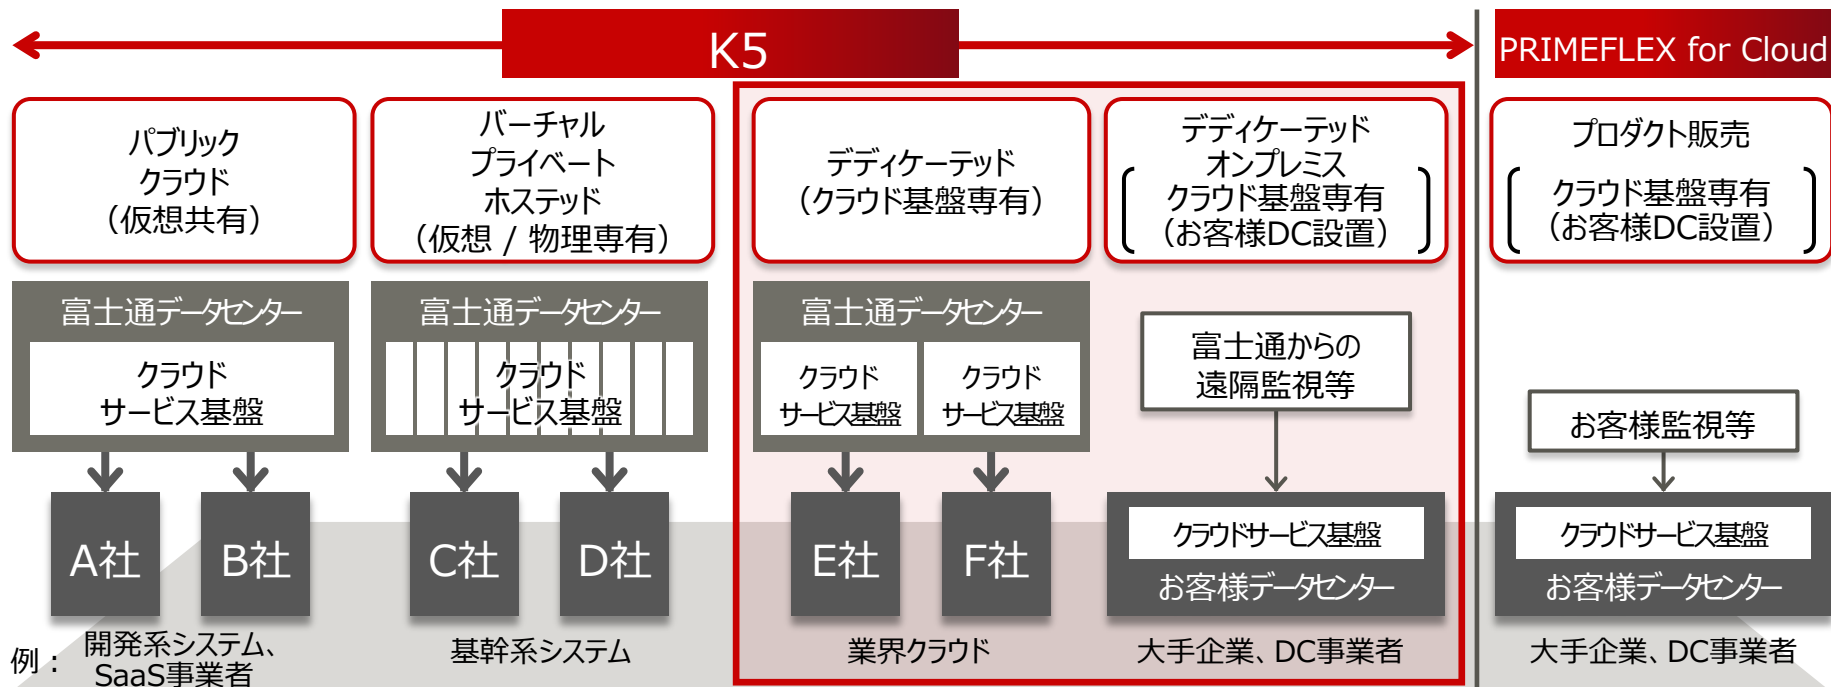 K5
PRIMEFLEX for Cloud
パブリック
クラウド
（仮想共有）
バーチャル
プライベート
ホステッド
（仮想 / 物理専有）
デディケーテッド
（クラウド基盤専有）
デディケーテッド
オンプレミス
クラウド基盤専有
（お客様DC設置）
プロダクト販売
クラウド基盤専有
（お客様DC設置）
富士通データセンター
クラウド
サービス基盤
富士通データセンター
クラウド
サービス基盤
富士通データセンター
クラウド
サービス基盤
クラウド
サービス基盤
富士通からの
遠隔監視等
お客様監視等
A社
B社
C社
D社
E社
F社
クラウドサービス基盤
お客様データセンター
クラウドサービス基盤
お客様データセンター
例：
開発系システム、
SaaS事業者
基幹系システム
業界クラウド
大手企業、DC事業者
大手企業、DC事業者